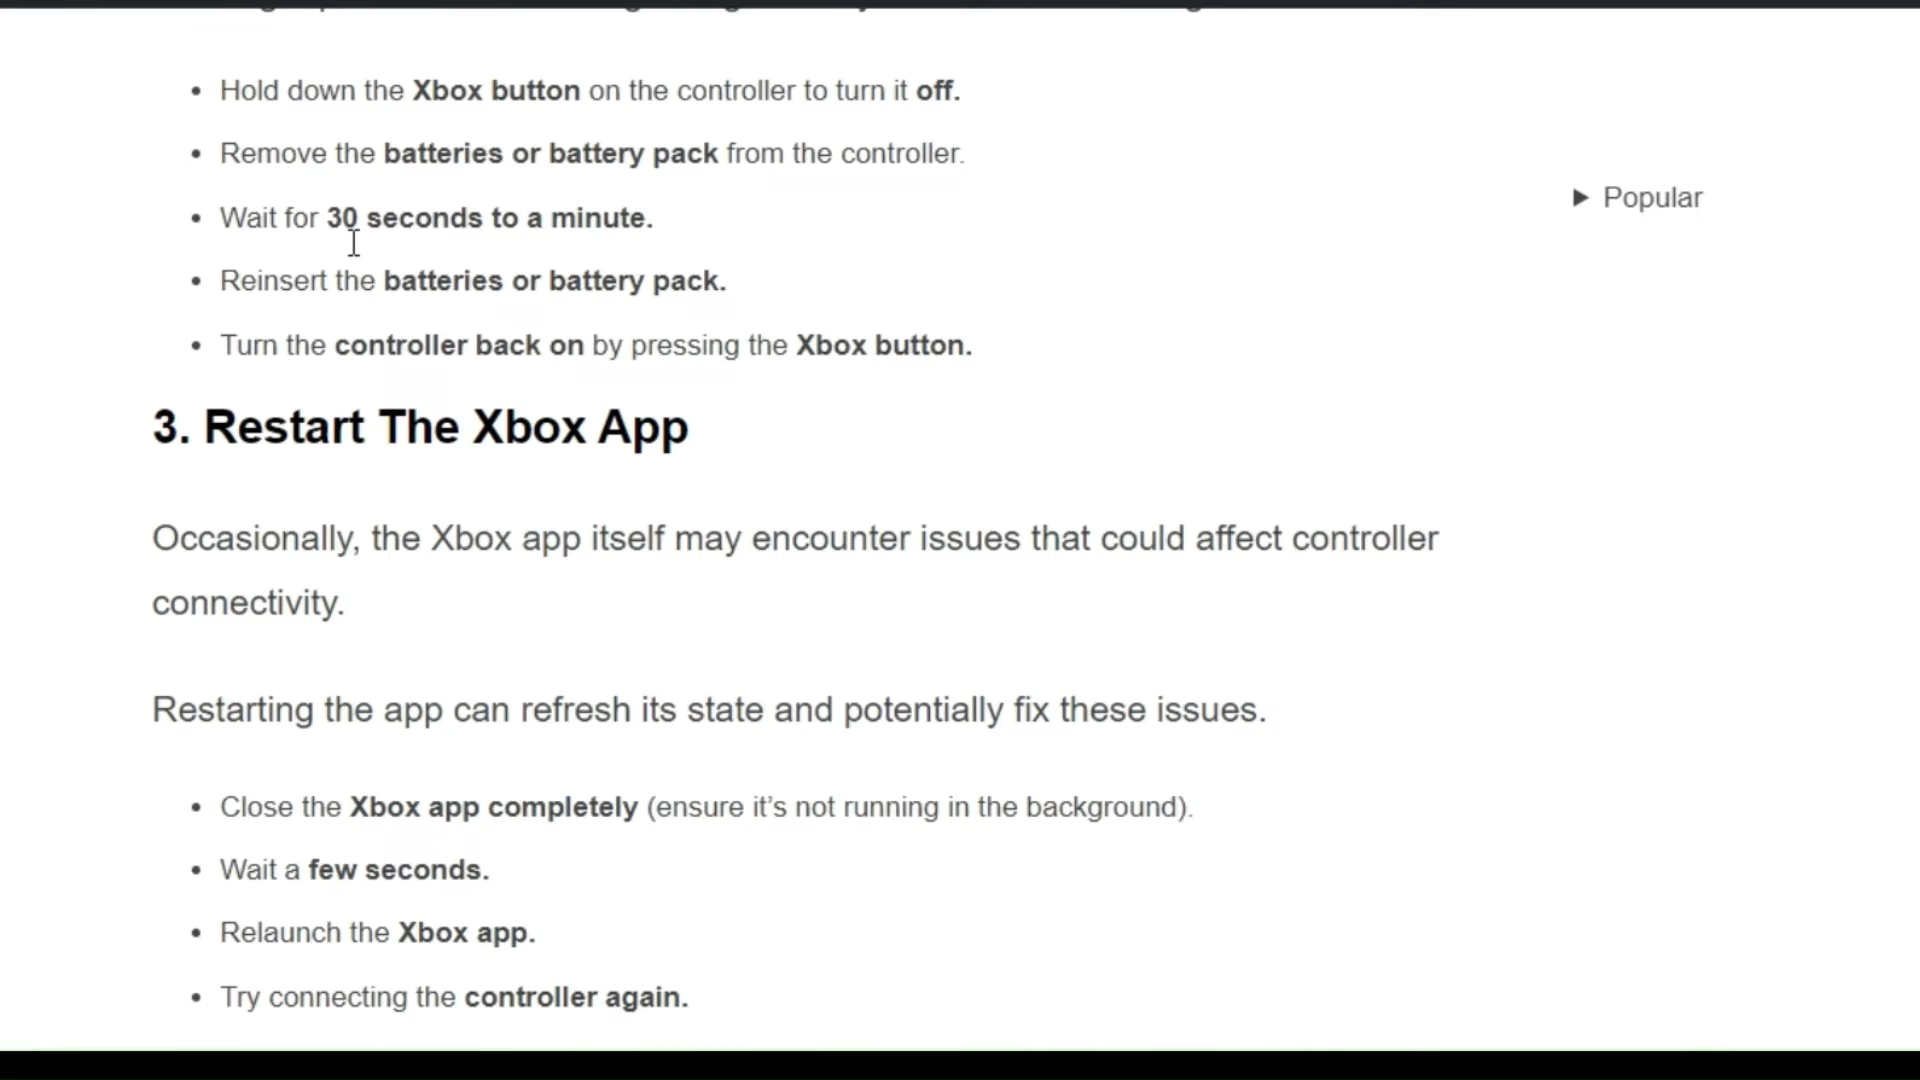 • Hold down the Xbox button on the controller to turn it off.
• Remove the batteries or battery pack from the controller.
▶ Popular
• Wait for 30 seconds to a minute.
• Reinsert the batteries or battery pack.
• Turn the controller back on by pressing the Xbox button.
3. Restart The Xbox App
Occasionally, the Xbox app itself may encounter issues that could affect controller
connectivity.
Restarting the app can refresh its state and potentially fix these issues.
• Close the Xbox app completely (ensure it’s not running in the background).
• Wait a few seconds.
• Relaunch the Xbox app.
• Try connecting the controller again.